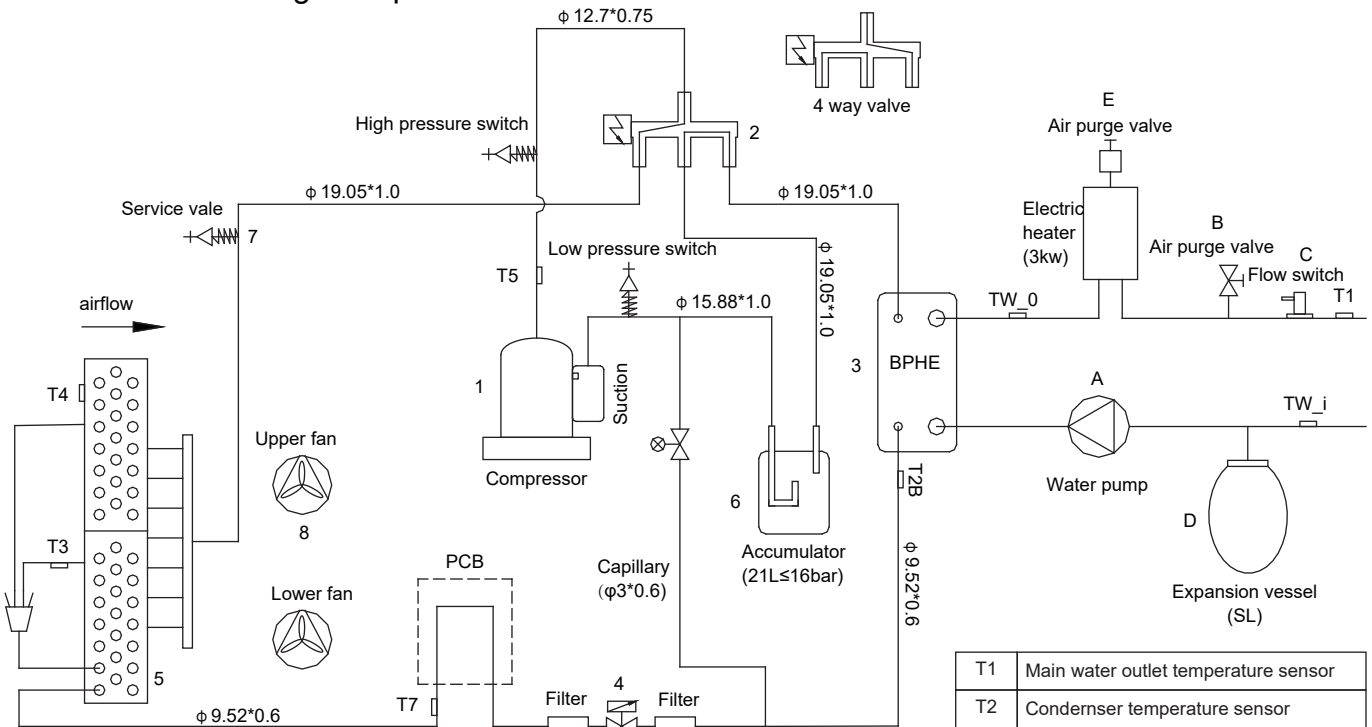 φ 12.7*0.75
4 way valve
E
Air purge valve
High pressure switch
2
φ 19.05*1.0
φ 19.05*1.0
Service vale
7
Electric
heater
(3kw)
B
Air purge valve
C
Flow switch
T1
Low pressure switch
T5
φ 15.88*1.0
φ 19.05*1.0
TW_0
airflow
1
Suction
3
BPHE
A
TW_i
T4
Upper fan
8
Compressor
6
T2B
Water pump
D
T3
PCB
Capillary
(φ3*0.6)
Accumulator
(21L≤16bar)
φ 9.52*0.6
Expansion vessel
(SL)
Lower fan
5
T7
Filter
4
Filter
φ 9.52*0.6
T1 Main water outlet temperature sensor
T2 Condernser temperature sensor